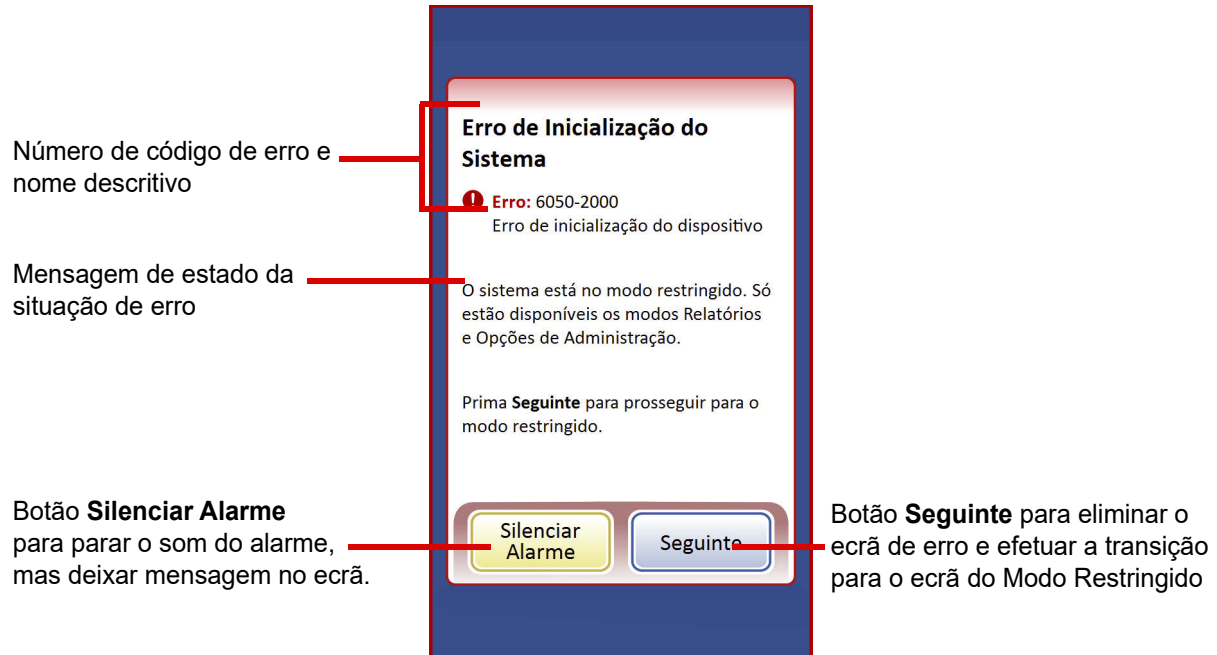 Número de código de erro e
nome descritivo
Mensagem de estado da
situação de erro
Botão Silenciar Alarme
para parar o som do alarme,
mas deixar mensagem no ecrã.
Erro de Inicialização do
Sistema
Erro: 6050-2000
Erro de inicialização do dispositivo
O sistema está no modo restringido. Só
estão disponíveis os modos Relatórios
e Opções de Administração.
Prima Seguinte para prosseguir para o
modo restringido.
Silenciar
Alarme
Seguinte
Botão Seguinte para eliminar o
ecrã de erro e efetuar a transição
para o ecrã do Modo Restringido